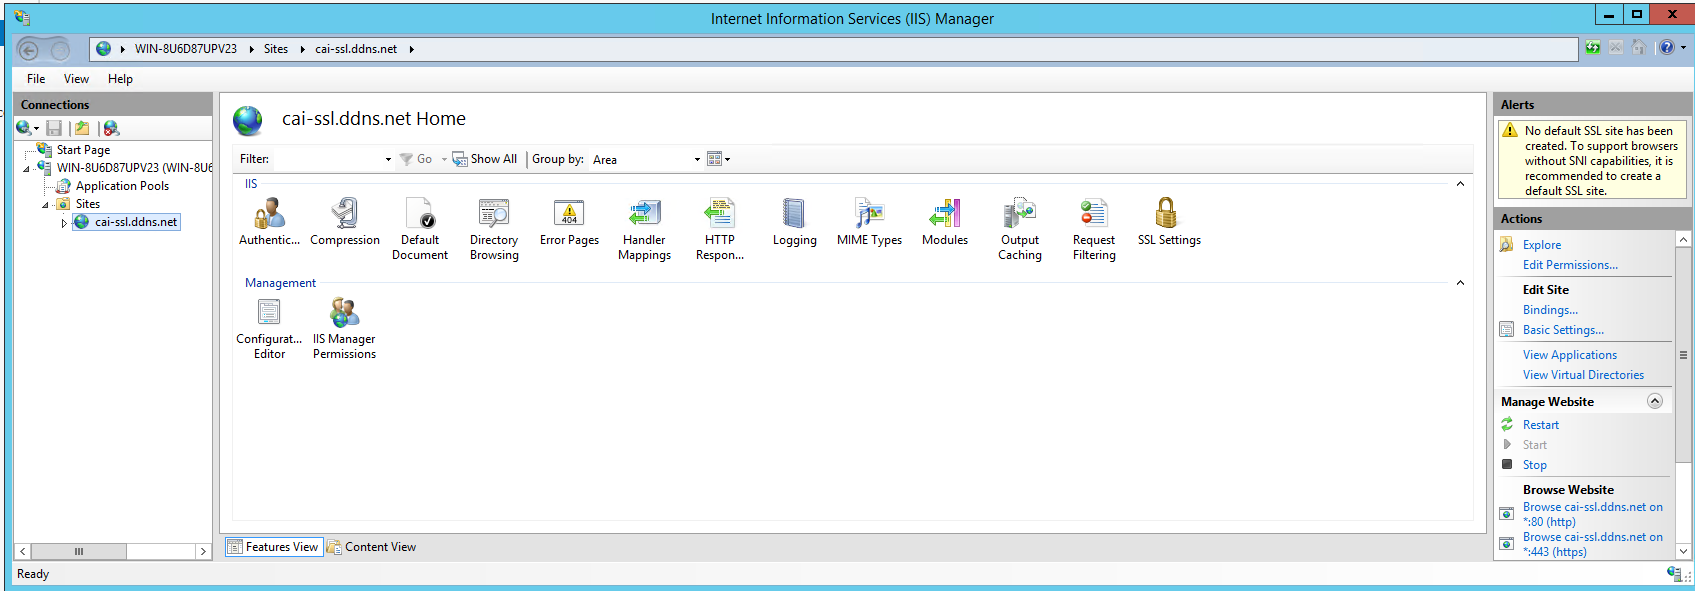 Internet Information Services (IIS) Manager
WIN-8U6D87UPV23 Sites cai-ssl.ddns.net
File View Help
Connections
Start Page
WIN-8U6D87UPV23 (WIN-8U6
Application Pools
Sites
cai-ssl.ddns.net
cai-ssl.ddns.net Home
Filter: Go Show All Group by: Area
IIS
Authentic...
Compression
Default
Document
Directory
Browsing
Error Pages
Handler
Mappings
HTTP
Respon...
Logging
MIME Types
Modules
Output
Caching
Request
Filtering
SSL Settings
Management
Configurat...
Editor
IIS Manager
Permissions
Features View Content View
Alerts
No default SSL site has been
created. To support browsers
without SNI capabilities, it is
recommended to create a
default SSL site.
Actions
Explore
Edit Permissions...
Edit Site
Bindings...
Basic Settings...
View Applications
View Virtual Directories
Manage Website
Restart
Start
Stop
Browse Website
Browse cai-ssl.ddns.net on
*:80 (http)
Browse cai-ssl.ddns.net on
*:443 (https)
Ready